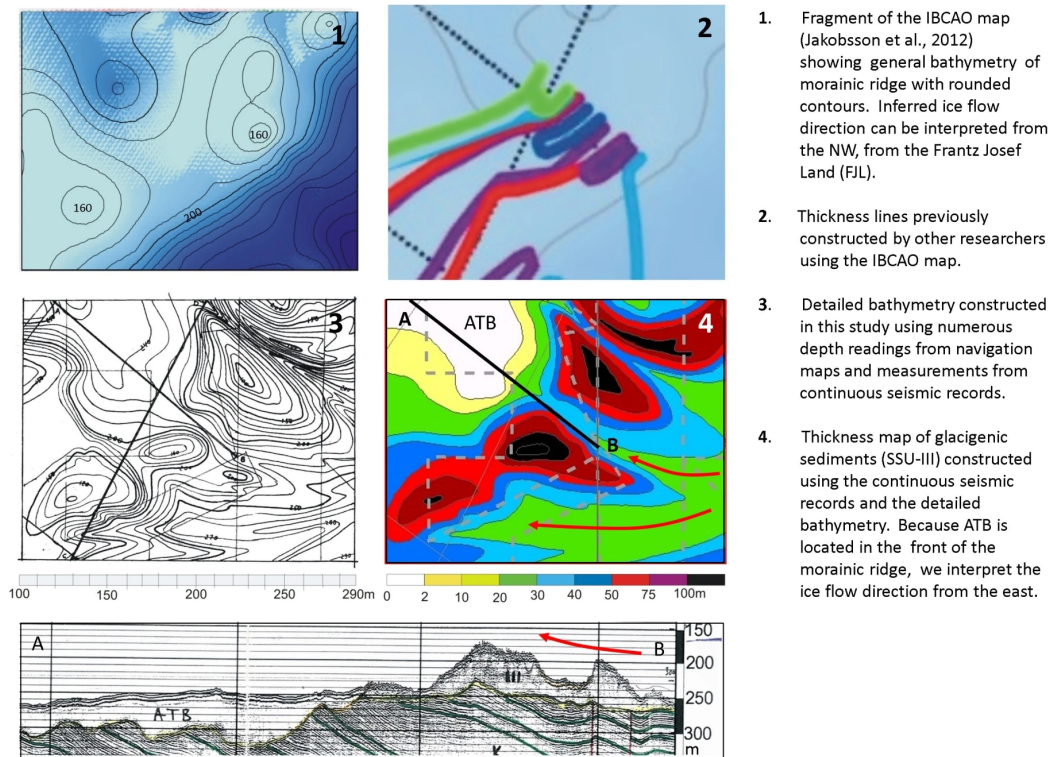 1
160
160
200
2
1. Fragment of the IBCAO map
(Jakobsson et al., 2012)
showing general bathymetry of
morainic ridge with rounded
contours. Inferred ice flow
direction can be interpreted from
the NW, from the Frantz Josef
Land (FJL).
2. Thickness lines previously
constructed by other researchers
using the IBCAO map.
3. Detailed bathymetry constructed
in this study using numerous
depth readings from navigation
maps and measurements from
continuous seismic records.
4. Thickness map of glacigenic
sediments (SSU-III) constructed
using the continuous seismic
records and the detailed
bathymetry. Because ATB is
located in the front of the
morainic ridge, we interpret the
ice flow direction from the east.
3
A
B
C
A
ATB
4
B
100 150 200 250 290m
0 2 10 20 30 40 50 75 100m
A
B
III
ATB
K
150
200
250
300
m